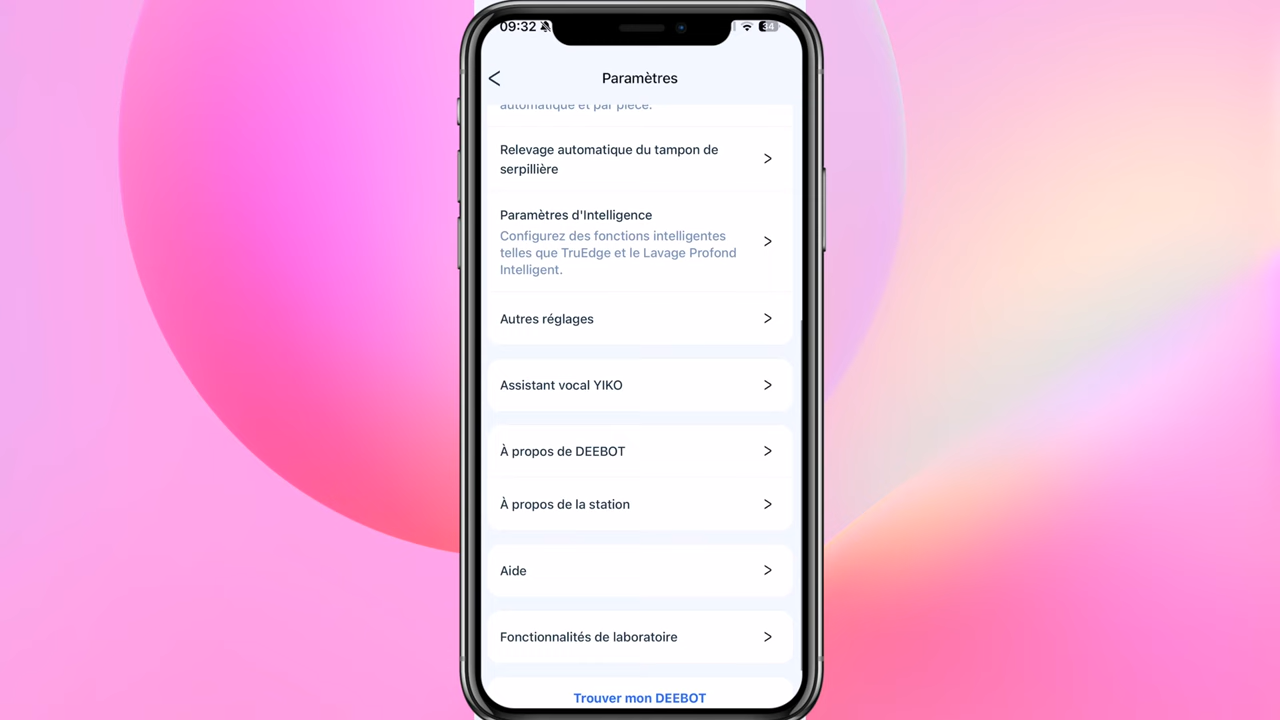 09:32
34
Paramètres
automatique et par pièce.
Relevage automatique du tampon de
serpillière
Paramètres d'Intelligence
Configurez des fonctions intelligentes
telles que TruEdge et le Lavage Profond
Intelligent.
Autres réglages
Assistant vocal YIKO
À propos de DEEBOT
À propos de la station
Aide
Fonctionnalités de laboratoire
Trouver mon DEEBOT